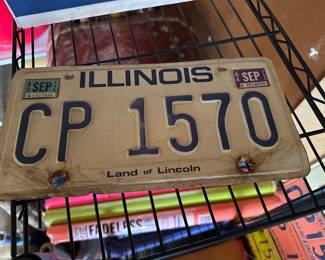 ILLINOIS
SEP
SEP
CP 1570
Land of Lincoln
FADELESS